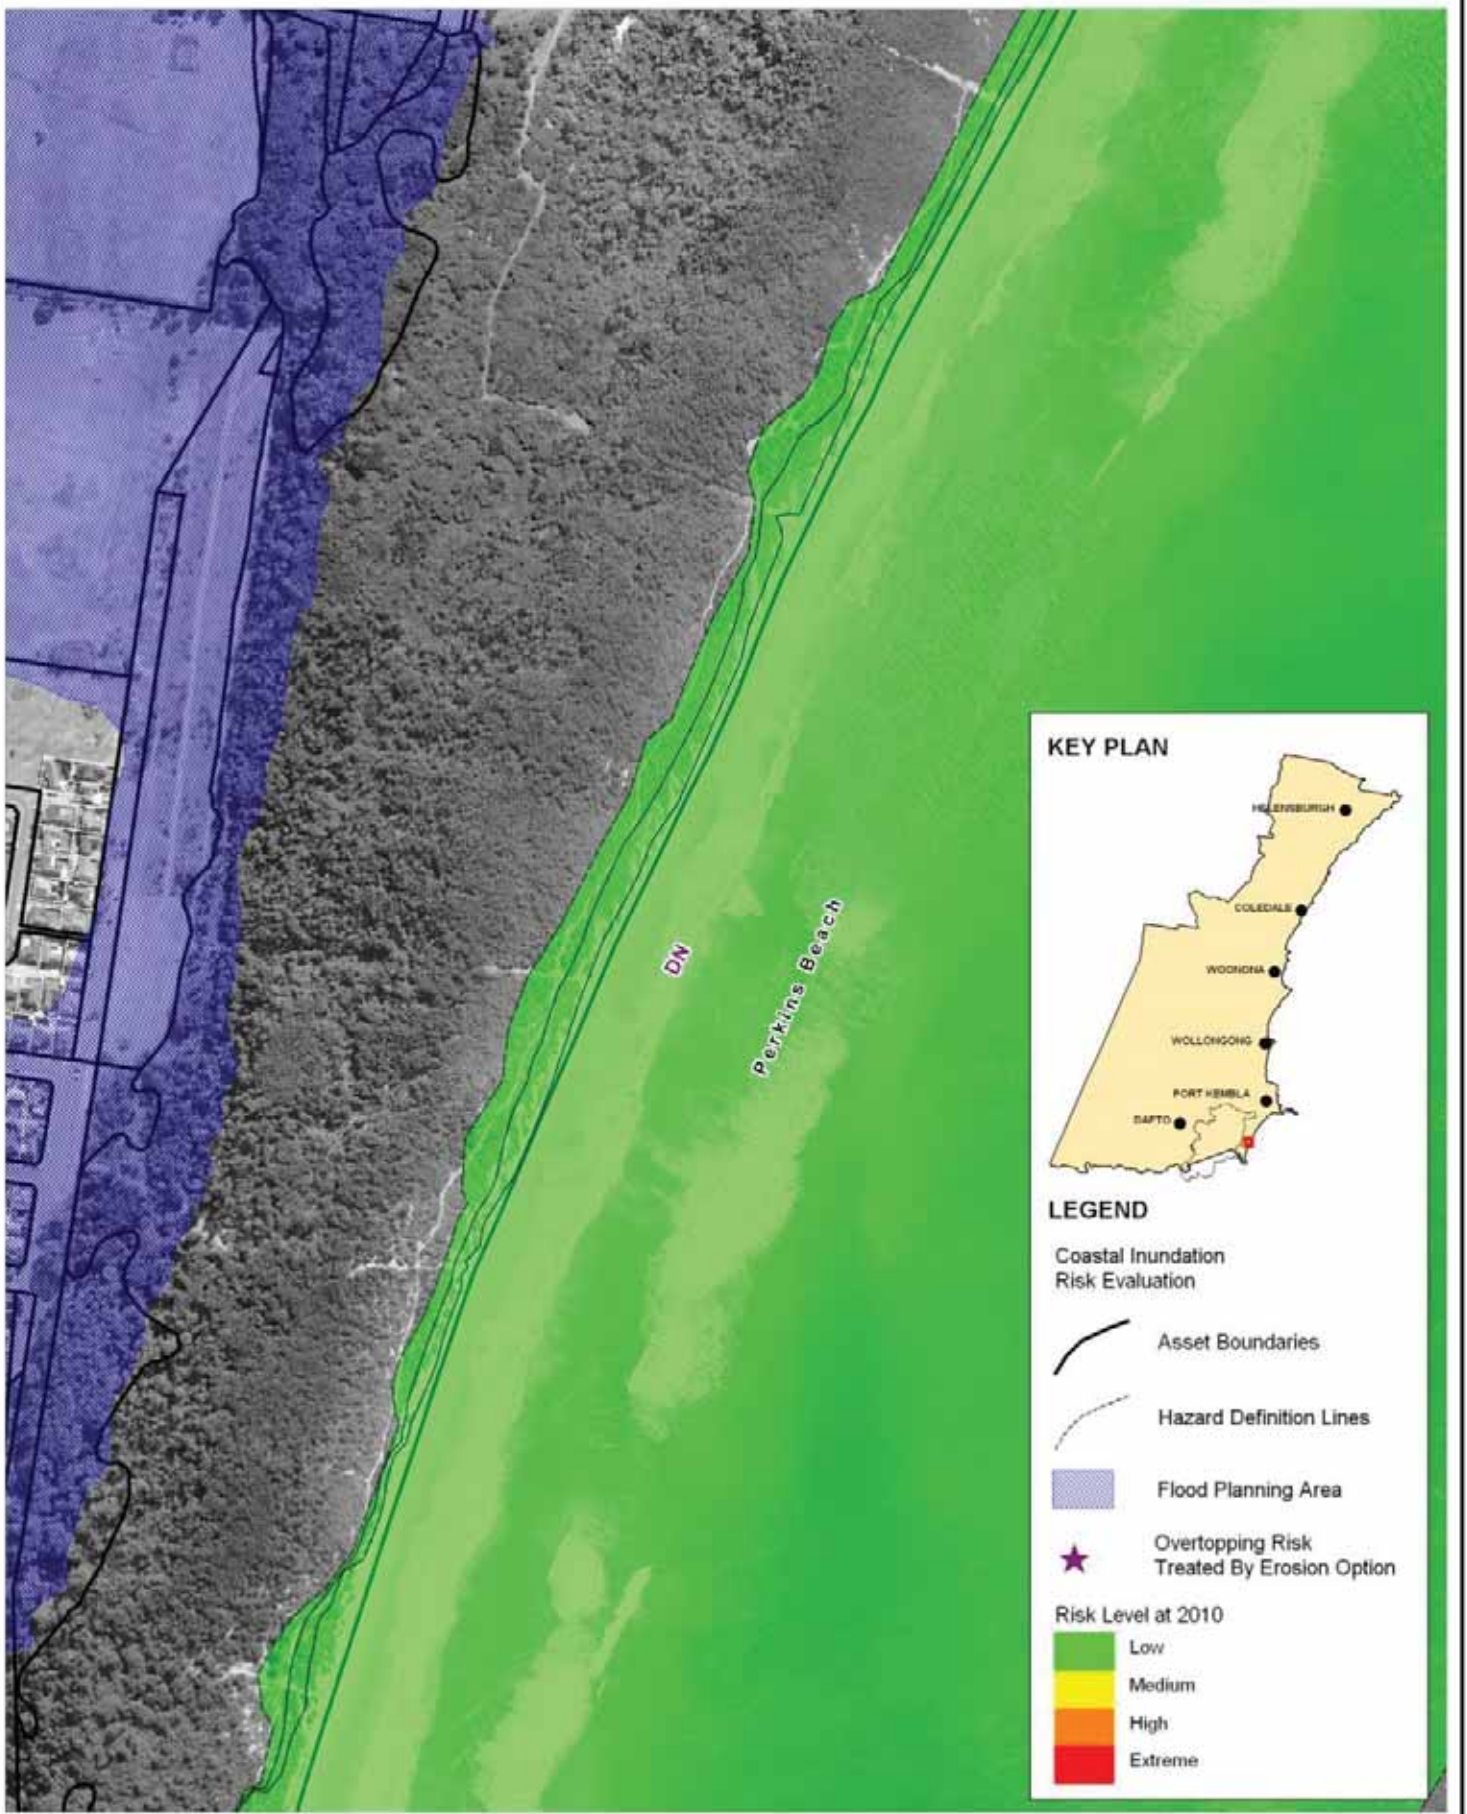 DN
Perkins Beach
KEY PLAN
HELENSBURGH
COLEDALE
WOONONA
WOLLONGONG
PORT KEMBLA
DAPTO
LEGEND
Coastal Inundation
Risk Evaluation
Asset Boundaries
Hazard Definition Lines
Flood Planning Area
Overtopping Risk
Treated By Erosion Option
Risk Level at 2010
Low
Medium
High
Extreme